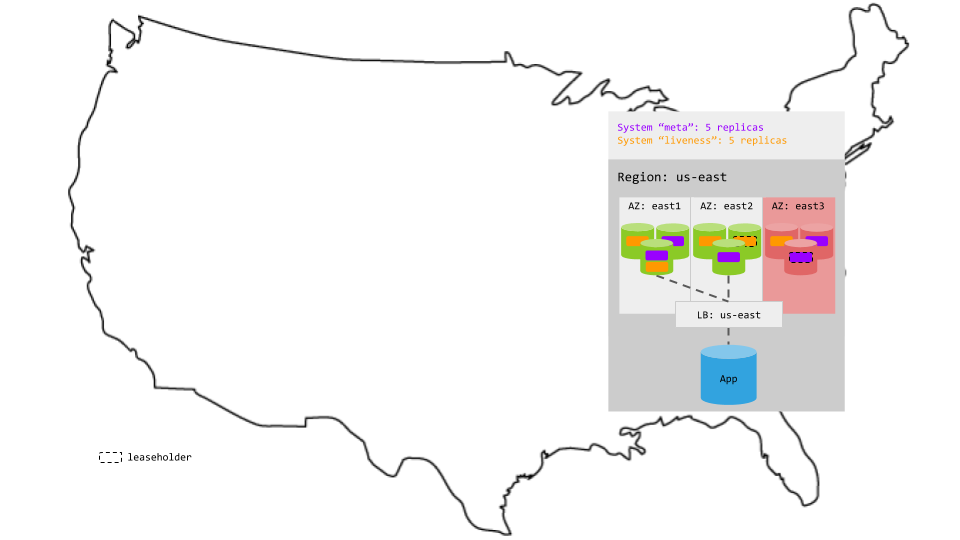 System “meta”: 5 replicas
System “liveness”: 5 replicas
Region: us-east
AZ: east1
AZ: east2
AZ: east3
LB: us-east
App
leaseholder